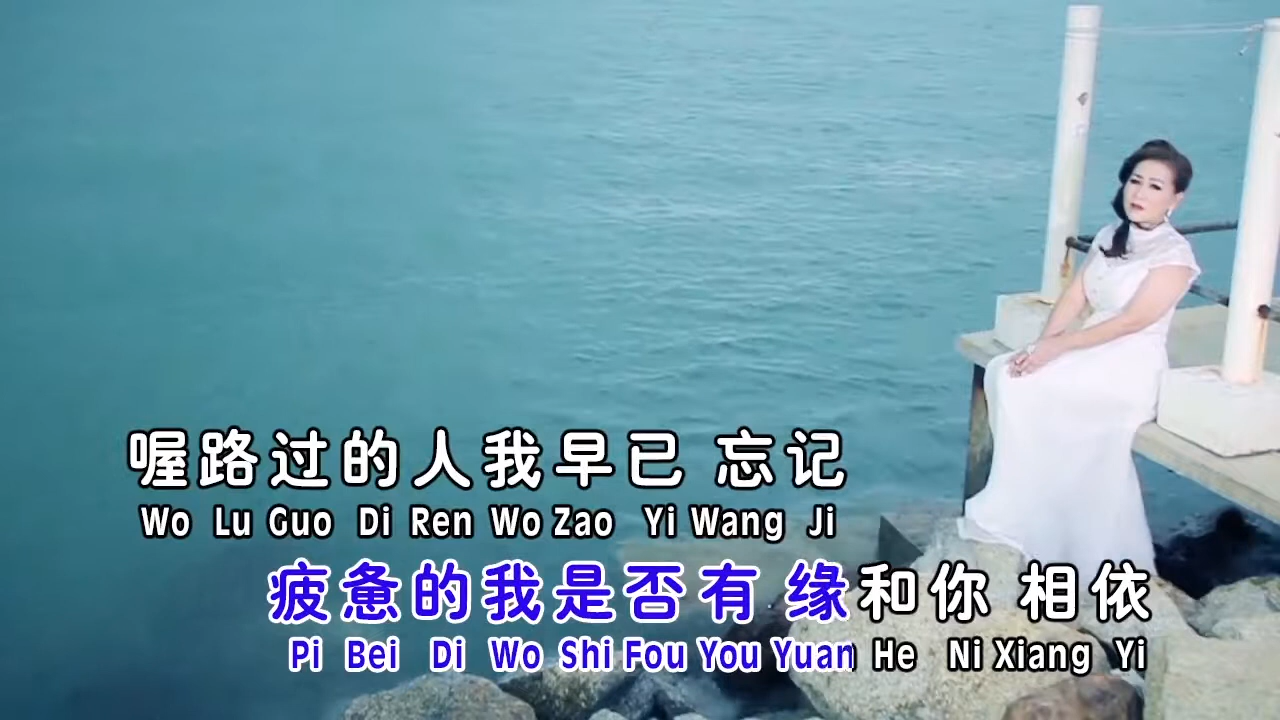 喔路过的人我早已 忘记
Wo Lu Guo Di Ren Wo Zao Yi Wang Ji
疲惫的我是否有 缘和你 相依
Pi Bei Di Wo Shi Fou You Yuan He Ni Xiang Yi